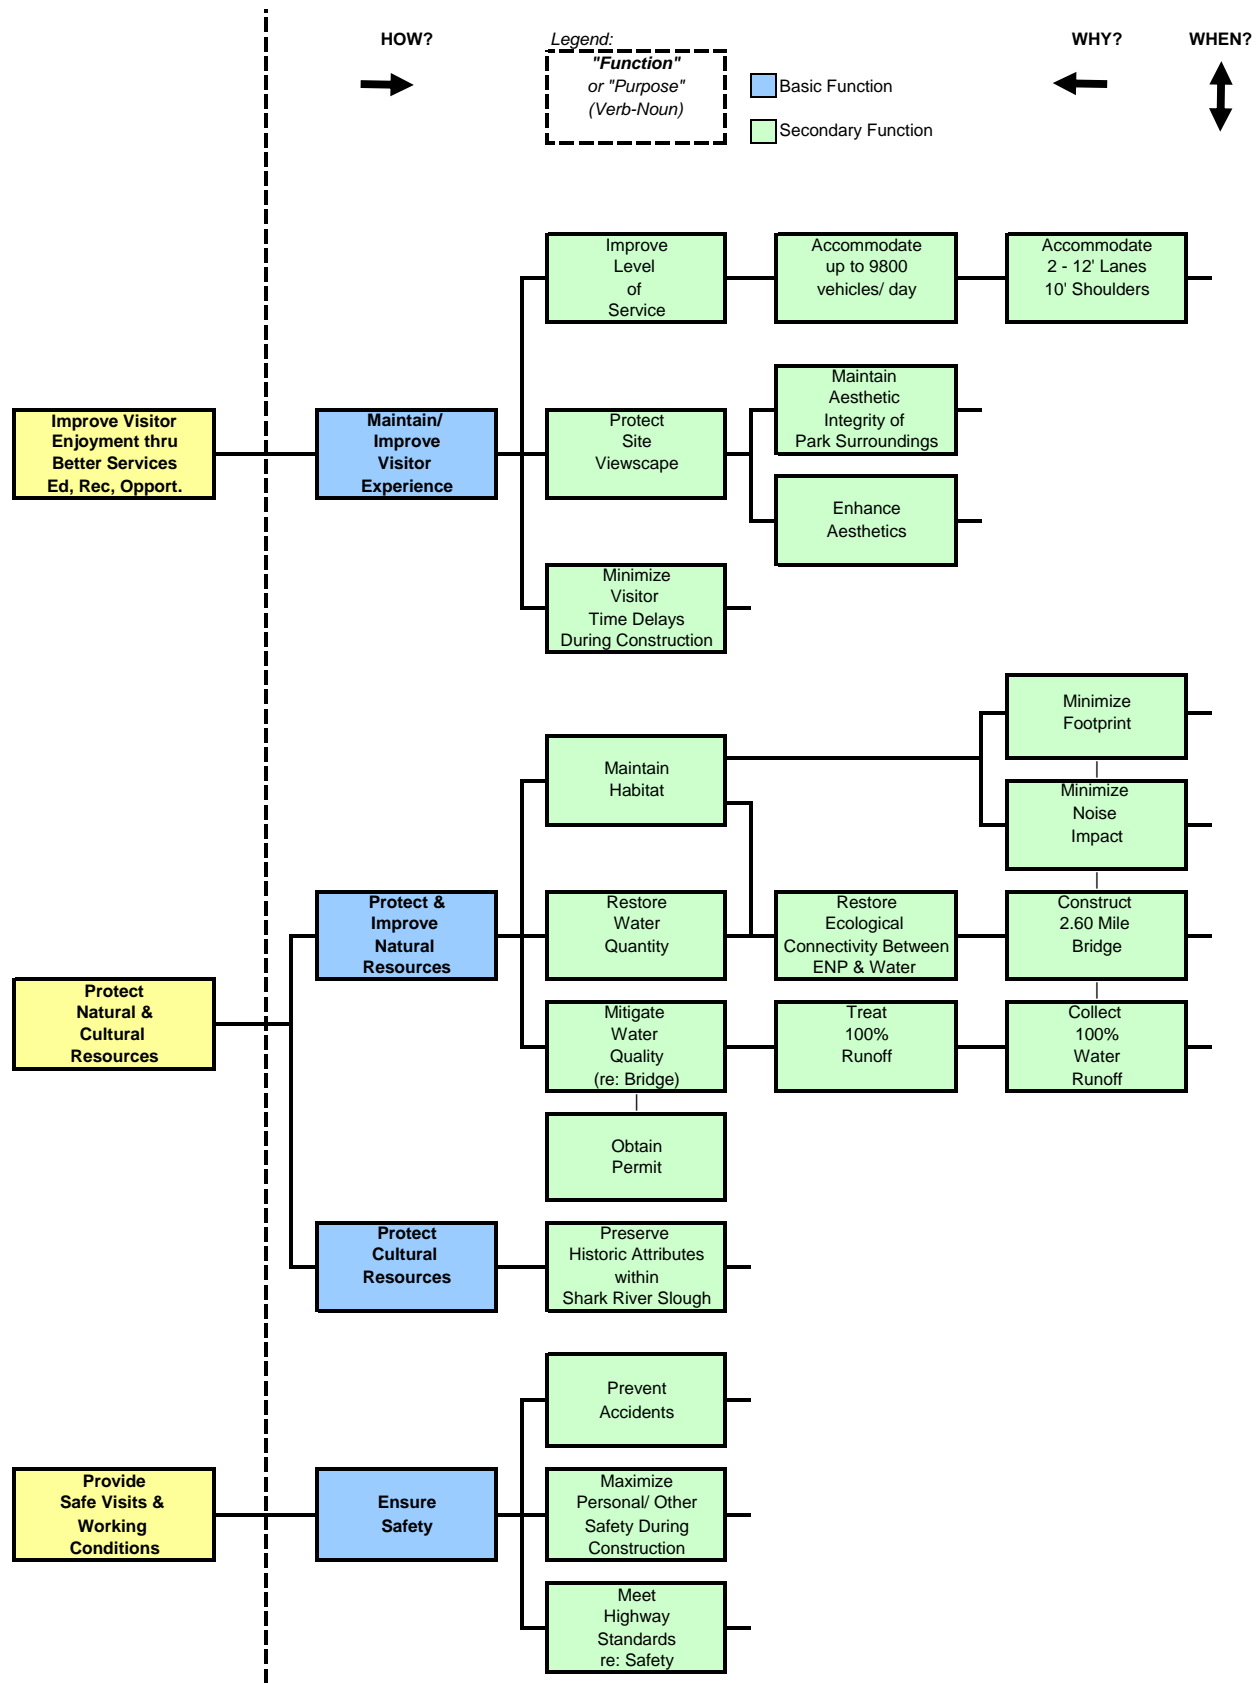 HOW?
Legend:
WHY?
WHEN?
"Function"
or "Purpose"
(Verb-Noun)
Basic Function
Secondary Function
Improve
Level
of
Service
Accommodate
up to 9800
vehicles/ day
Accommodate
2 - 12' Lanes
10' Shoulders
Improve Visitor
Enjoyment thru
Better Services
Ed, Rec, Opport.
Maintain/
Improve
Visitor
Experience
Protect
Site
Viewscape
Maintain
Aesthetic
Integrity of
Park Surroundings
Enhance
Aesthetics
Minimize
Visitor
Time Delays
During Construction
Minimize
Footprint
Maintain
Habitat
Minimize
Noise
Impact
Protect &
Improve
Natural
Resources
Restore
Water
Quantity
Restore
Ecological
Connectivity Between
ENP & Water
Construct
2.60 Mile
Bridge
Protect
Natural &
Cultural
Resources
Mitigate
Water
Quality
(re: Bridge)
Treat
100%
Runoff
Collect
100%
Water
Runoff
Obtain
Permit
Protect
Cultural
Resources
Preserve
Historic Attributes
within
Shark River Slough
Prevent
Accidents
Provide
Safe Visits &
Working
Conditions
Ensure
Safety
Maximize
Personal/ Other
Safety During
Construction
Meet
Highway
Standards
re: Safety